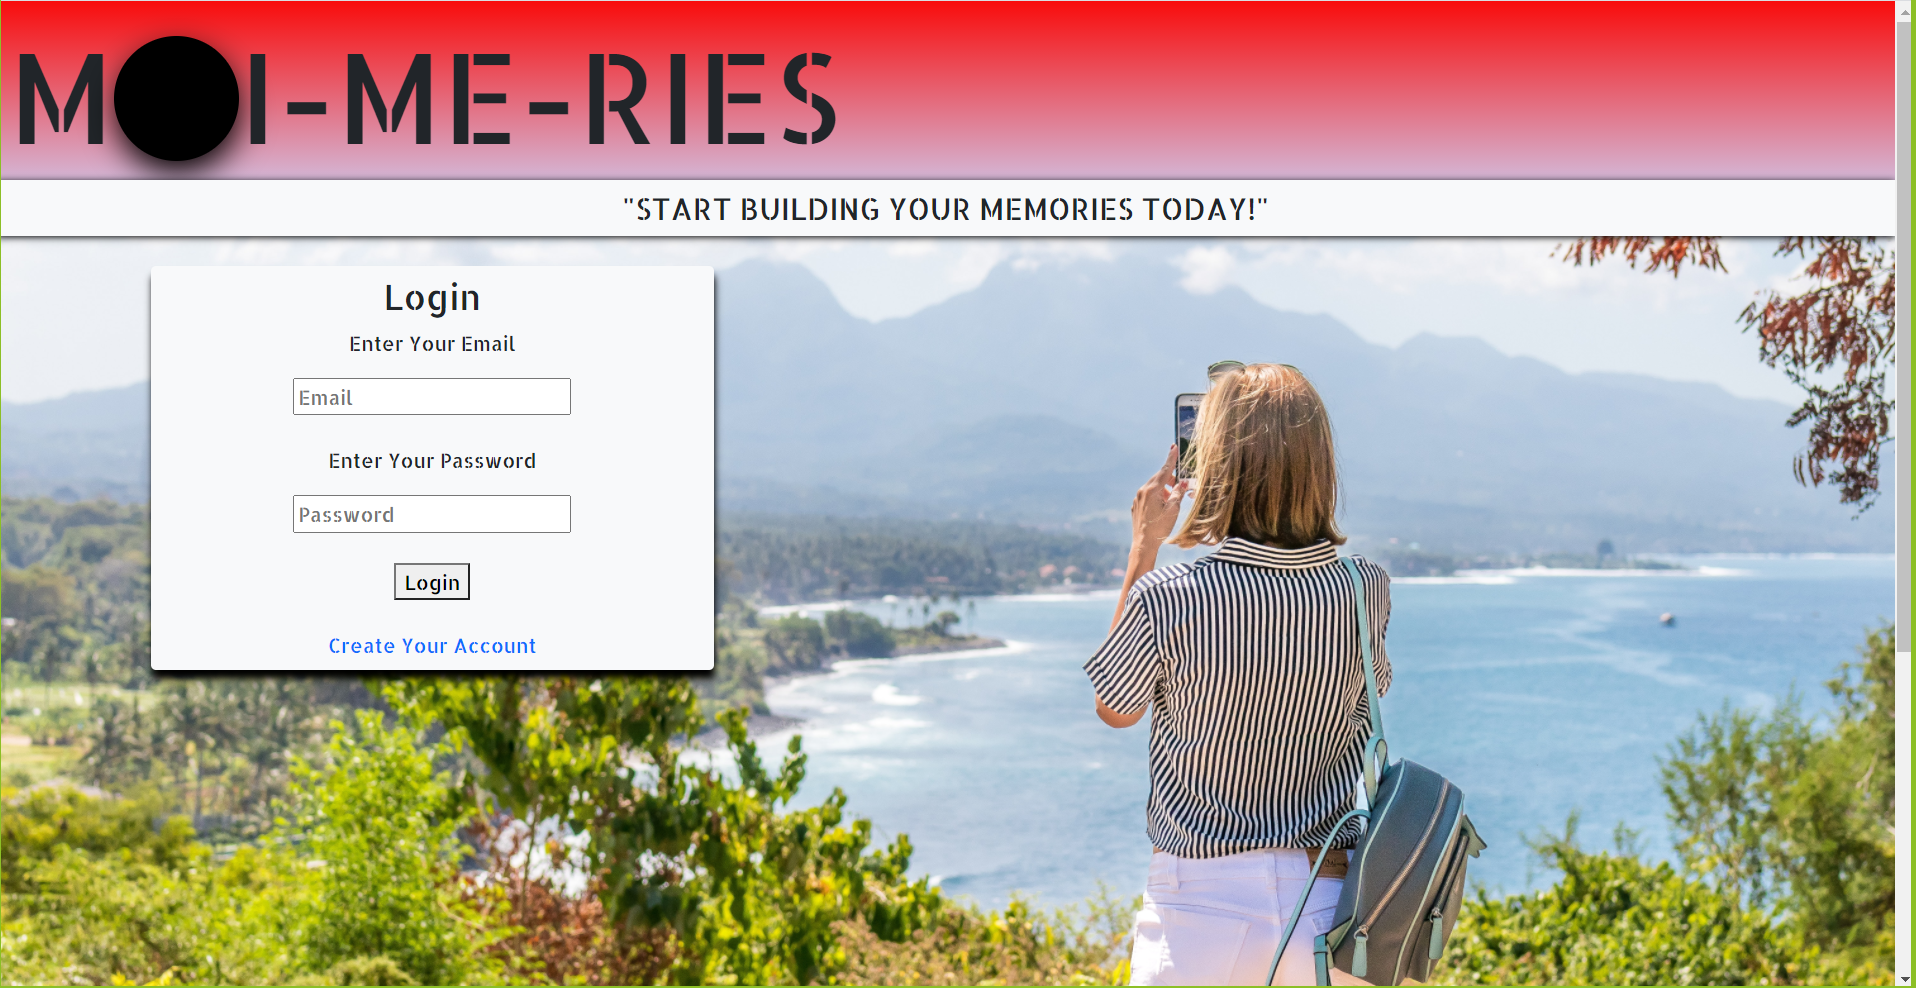 M I-ME-RIES
"START BUILDING YOUR MEMORIES TODAY!"
Login
Enter Your Email
Email
Enter Your Password
Password
Login
Create Your Account